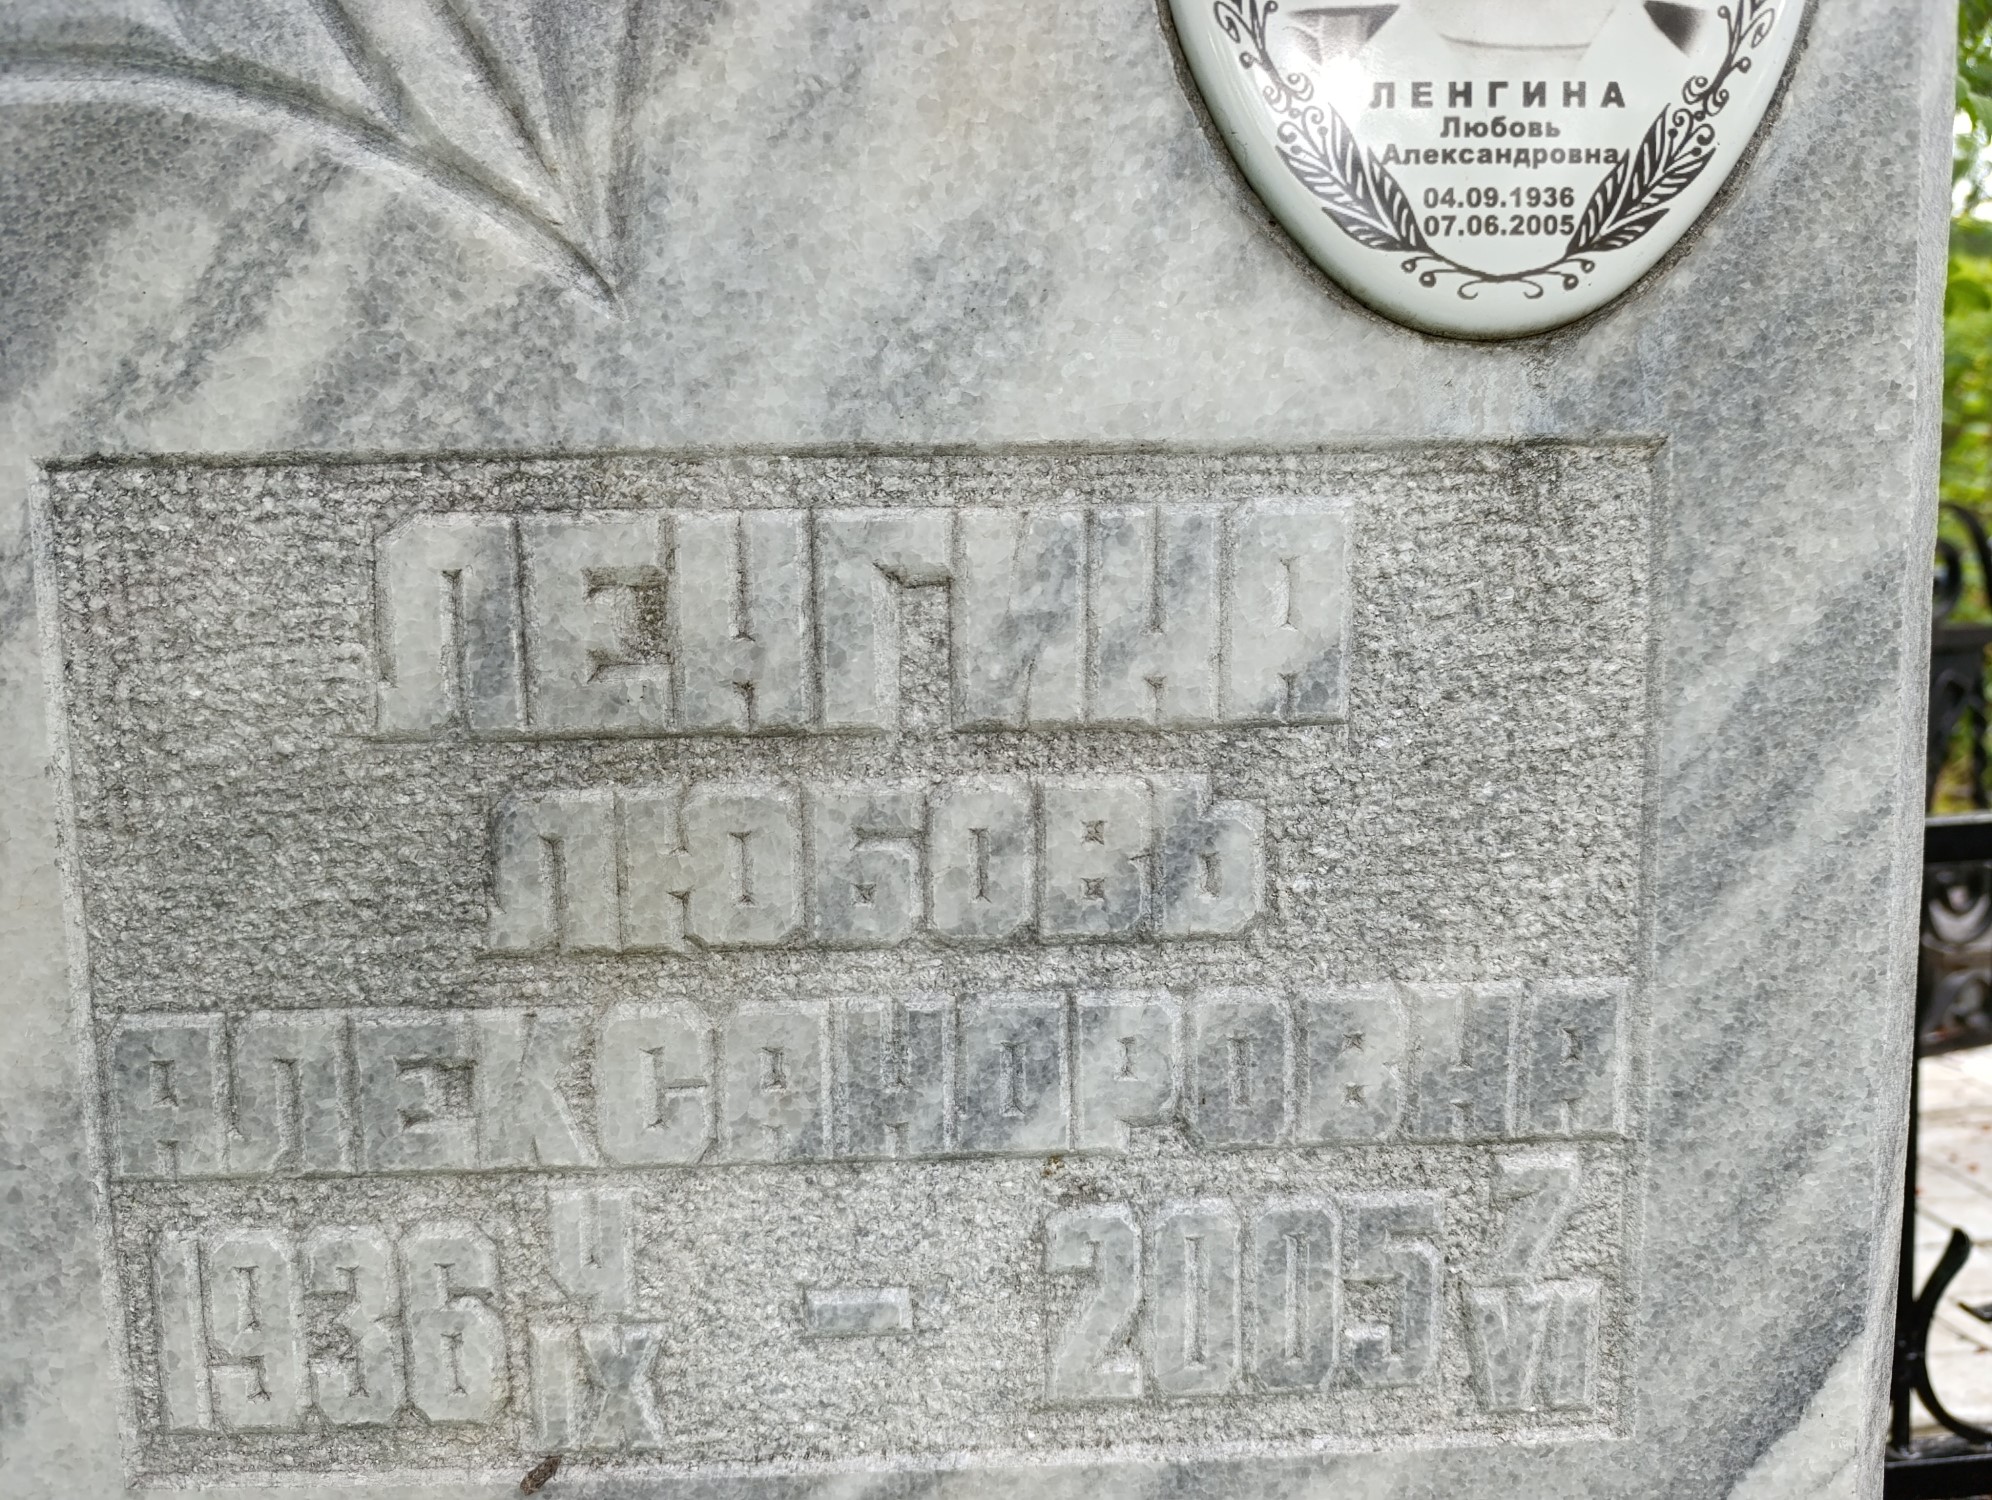 ЛЕНГИНА
Любовь
Александровна
04.09.1936
07.06.2005
ЛЕНГИНА
ЛЮБОВЬ
АЛЕКСАНДРОВНА
1936 4 IX - 2005 7 VI